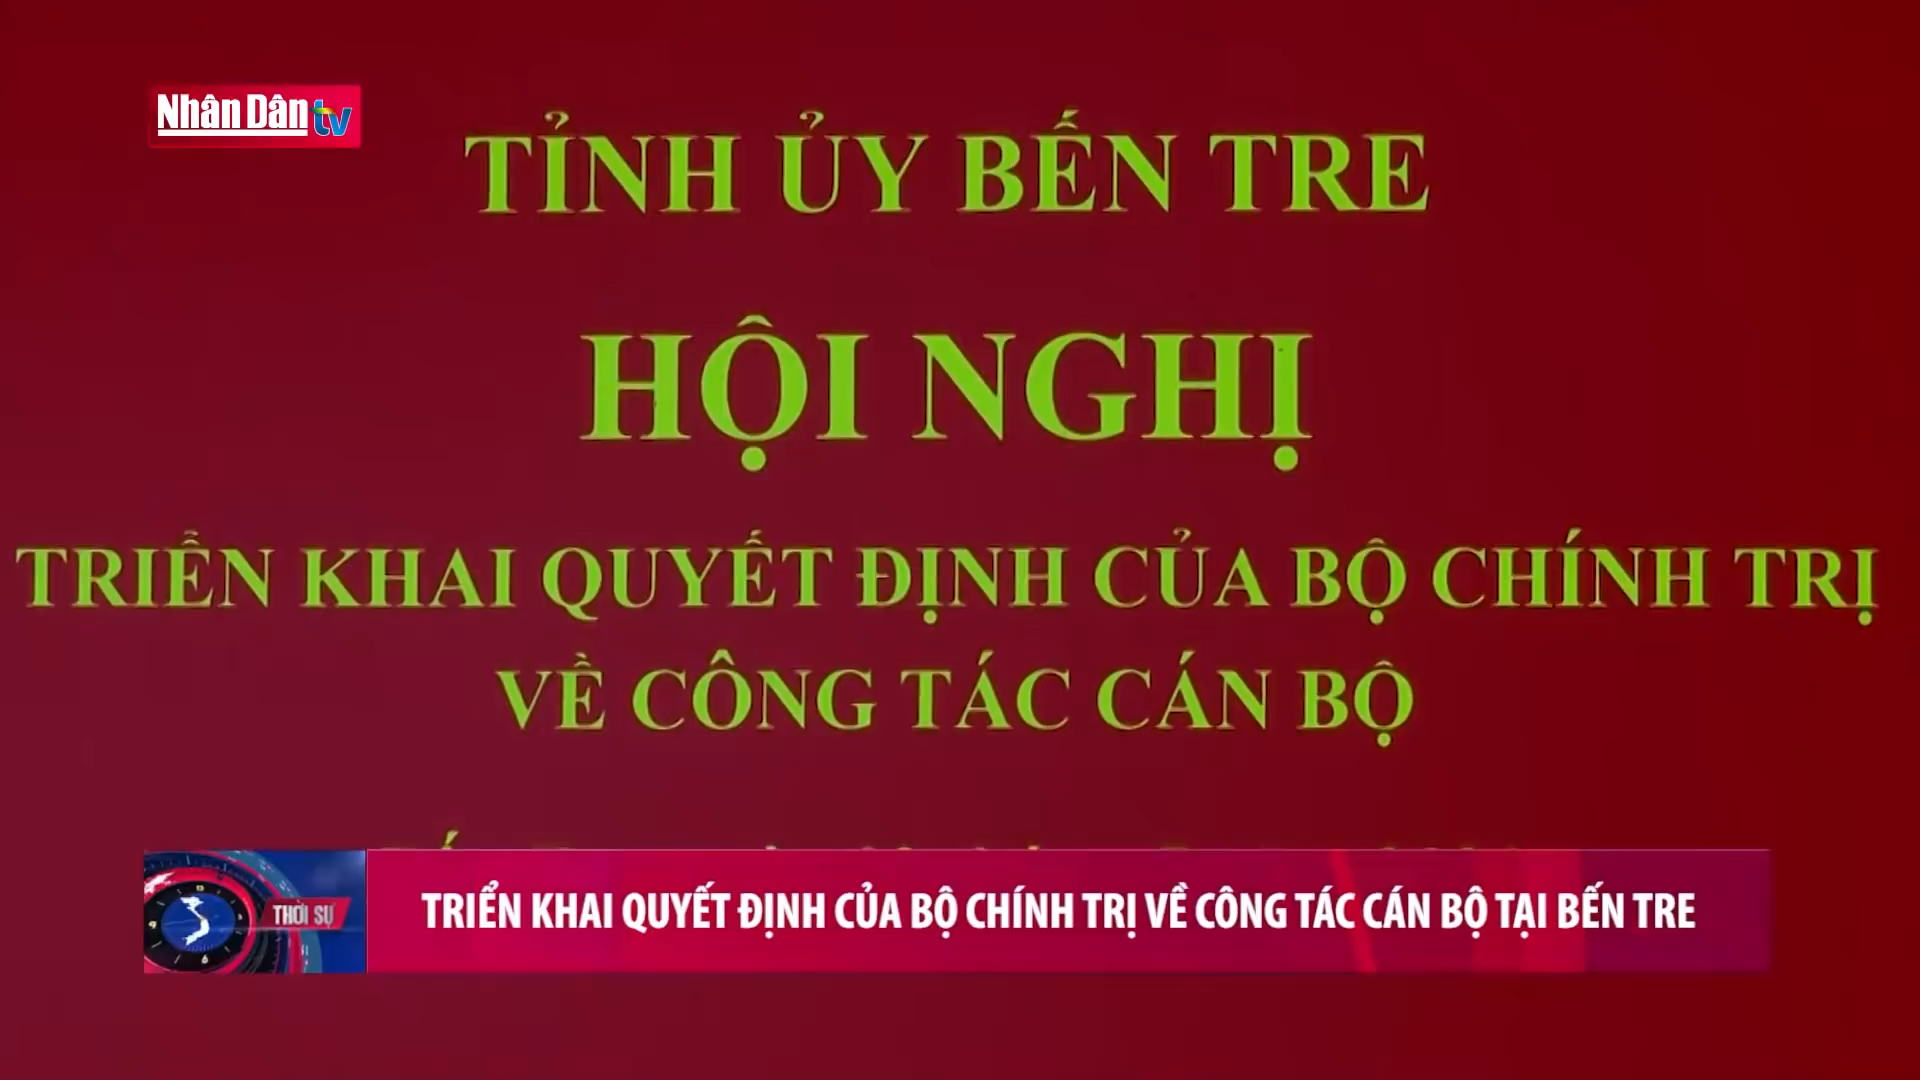 Nhân Dân tv
TỈNH ỦY BẾN TRE
HỘI NGHỊ
TRIỂN KHAI QUYẾT ĐỊNH CỦA BỘ CHÍNH TRỊ
VỀ CÔNG TÁC CÁN BỘ
THỜI SỰ
TRIỂN KHAI QUYẾT ĐỊNH CỦA BỘ CHÍNH TRỊ VỀ CÔNG TÁC CÁN BỘ TẠI BẾN TRE